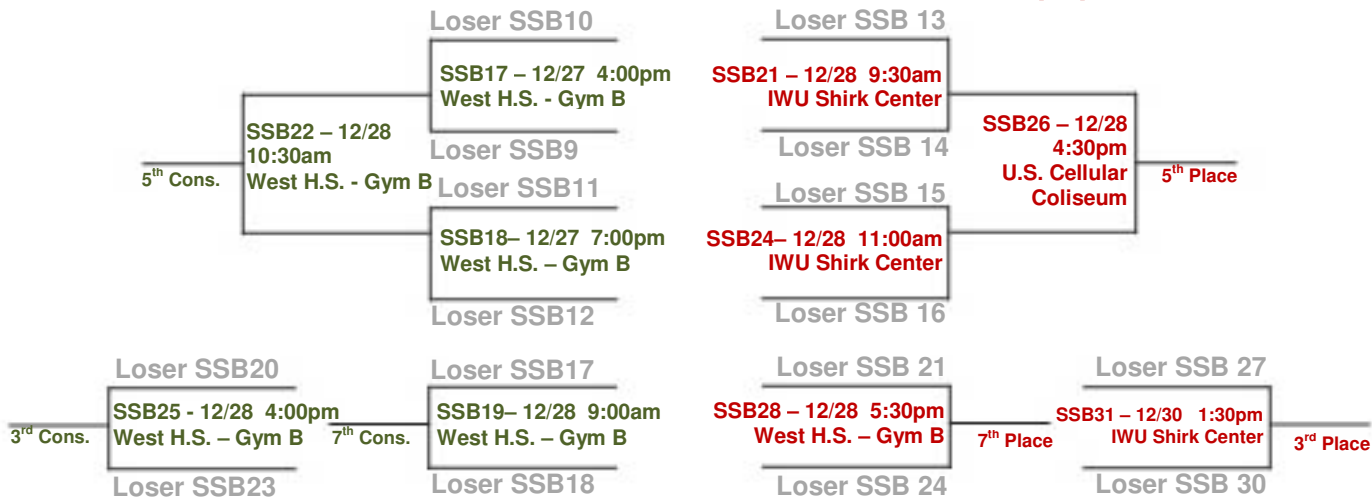 Loser SSB10
SSB17 – 12/27 4:00pm
West H.S. - Gym B
Loser SSB9
SSB22 – 12/28
10:30am
West H.S. - Gym B
5th Cons.
Loser SSB11
SSB18– 12/27 7:00pm
West H.S. – Gym B
Loser SSB12
Loser SSB 13
SSB21 – 12/28 9:30am
IWU Shirk Center
Loser SSB 14
SSB26 – 12/28
4:30pm
U.S. Cellular
Coliseum
5th Place
Loser SSB 15
SSB24– 12/28 11:00am
IWU Shirk Center
Loser SSB 16
Loser SSB20
SSB25 - 12/28 4:00pm
West H.S. – Gym B
3rd Cons.
Loser SSB23
Loser SSB17
SSB19– 12/28 9:00am
West H.S. – Gym B
7th Cons.
Loser SSB18
Loser SSB 21
SSB28 – 12/28 5:30pm
West H.S. – Gym B
7th Place
Loser SSB 24
Loser SSB 27
SSB31 – 12/30 1:30pm
IWU Shirk Center
3rd Place
Loser SSB 30